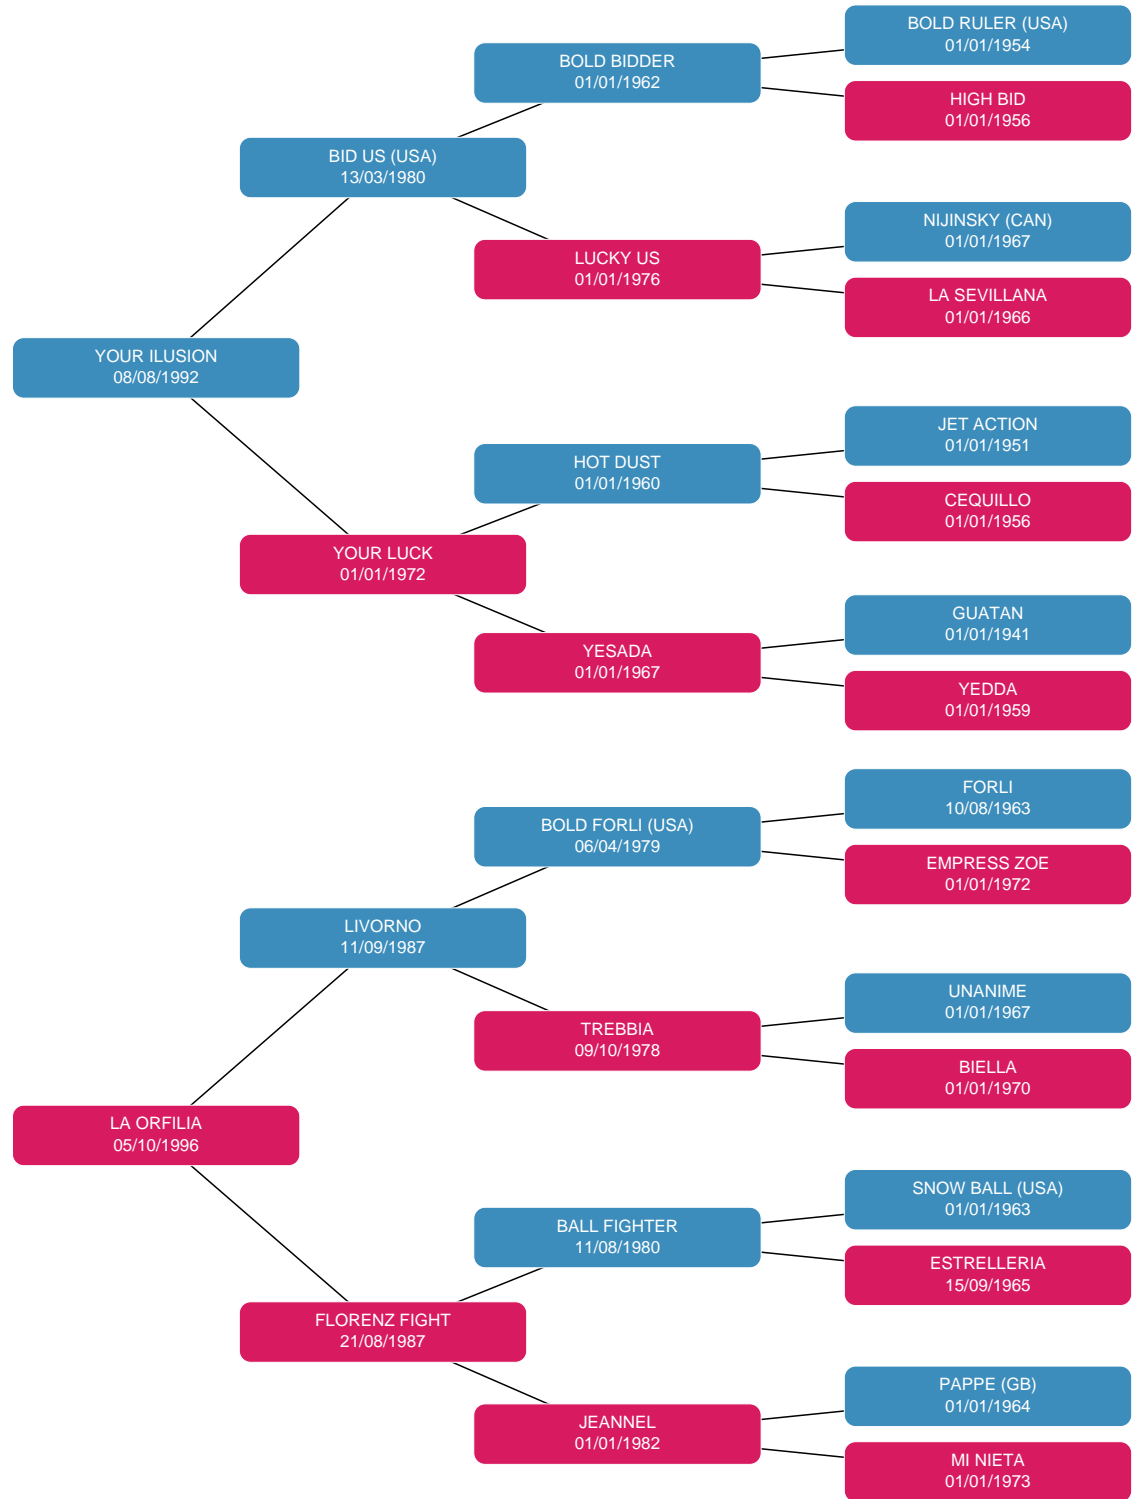 BOLD RULER (USA)
01/01/1954
BOLD BIDDER
01/01/1962
HIGH BID
01/01/1956
BID US (USA)
13/03/1980
NIJINSKY (CAN)
01/01/1967
LUCKY US
01/01/1976
LA SEVILLANA
01/01/1966
YOUR ILUSION
08/08/1992
JET ACTION
01/01/1951
HOT DUST
01/01/1960
CEQUILLO
01/01/1956
YOUR LUCK
01/01/1972
GUATAN
01/01/1941
YESADA
01/01/1967
YEDDA
01/01/1959
FORLI
10/08/1963
BOLD FORLI (USA)
06/04/1979
EMPRESS ZOE
01/01/1972
LIVORNO
11/09/1987
UNANIME
01/01/1967
TREBBIA
09/10/1978
BIELLA
01/01/1970
LA ORFILIA
05/10/1996
SNOW BALL (USA)
01/01/1963
BALL FIGHTER
11/08/1980
ESTRELLERIA
15/09/1965
FLORENZ FIGHT
21/08/1987
PAPPE (GB)
01/01/1964
JEANNEL
01/01/1982
MI NIETA
01/01/1973